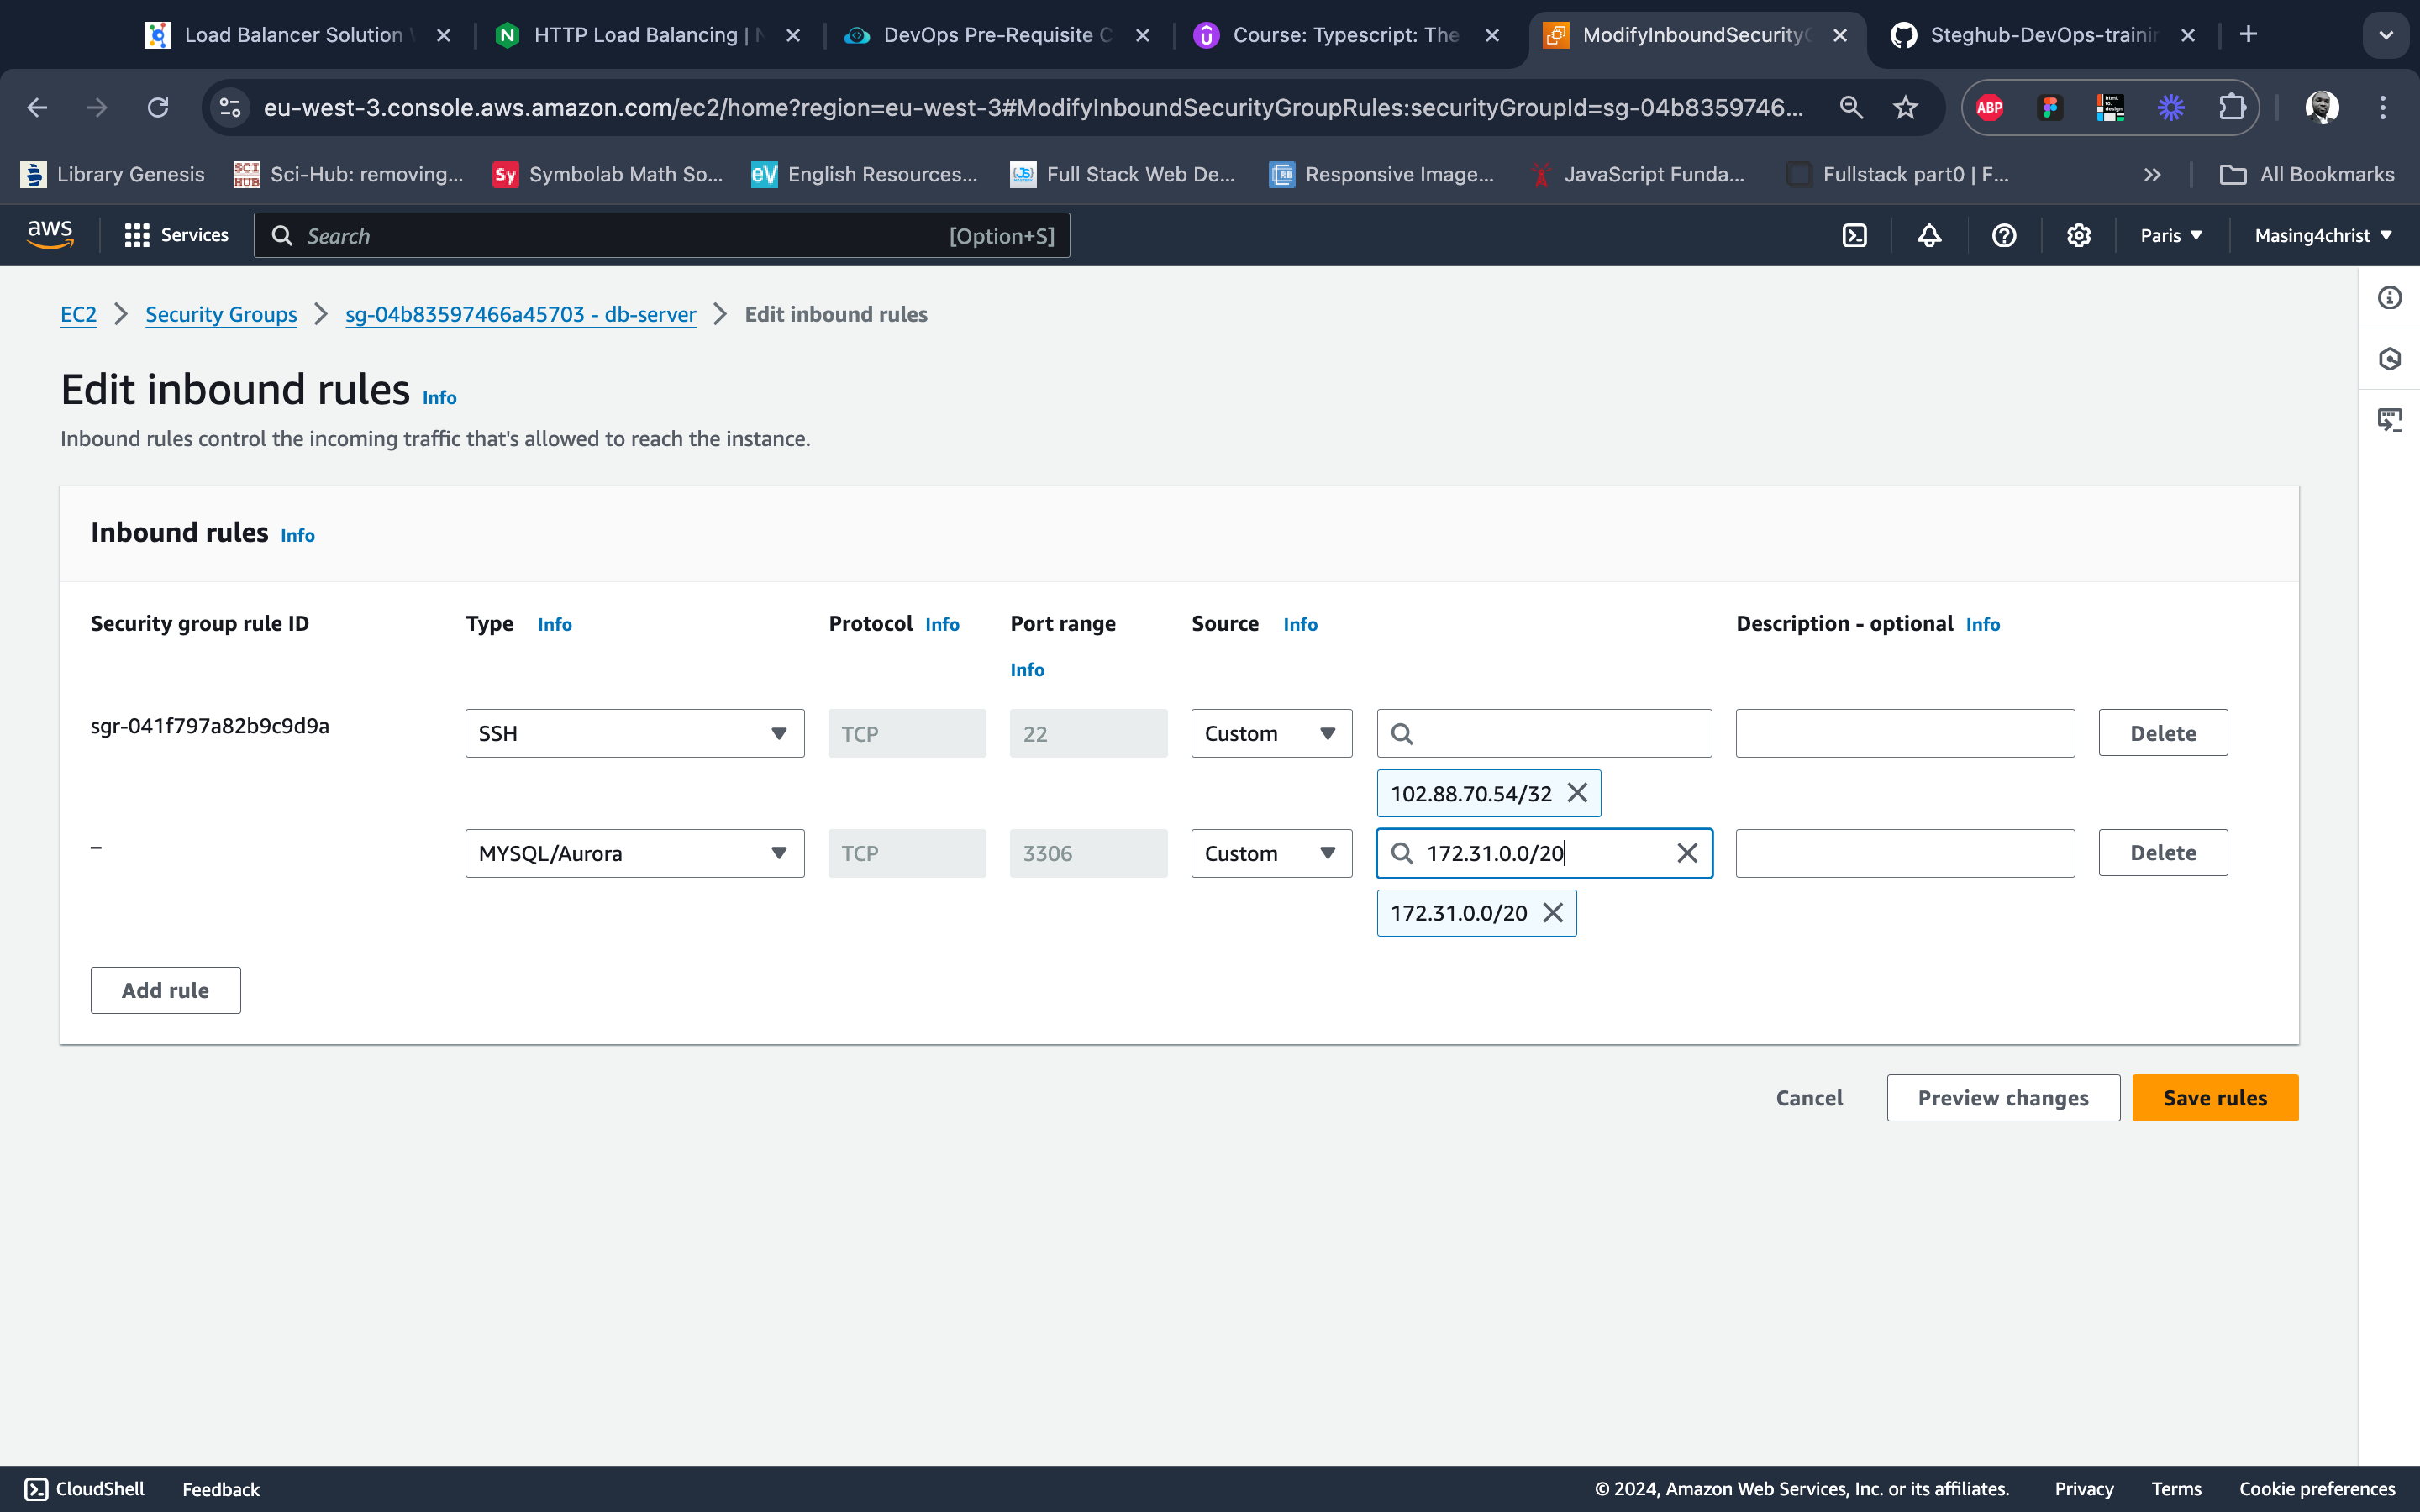 Load Balancer Solution
HTTP Load Balancing |
DevOps Pre-Requisite C
Course: Typescript: The
ModifyInboundSecurityG
Steghub-DevOps-trainin
eu-west-3.console.aws.amazon.com/ec2/home?region=eu-west-3#ModifyInboundSecurityGroupRules:securityGroupId=sg-04b8359746...
ABP
Library Genesis
SCI HUB
Sci-Hub: removing...
Sy
Symbolab Math So...
eV
English Resources...
Full Stack Web De...
RB
Responsive Image...
JavaScript Funda...
Fullstack part0 | F...
All Bookmarks
aws
Services
Search
[Option+S]
Paris
Masing4christ
EC2
Security Groups
sg-04b83597466a45703 - db-server
Edit inbound rules
Edit inbound rules Info
Inbound rules control the incoming traffic that's allowed to reach the instance.
Inbound rules Info
Security group rule ID
Type Info
Protocol Info
Port range
Info
Source Info
Description - optional Info
sgr-041f797a82b9c9d9a
SSH
TCP
22
Custom
Delete
102.88.70.54/32
–
MYSQL/Aurora
TCP
3306
Custom
172.31.0.0/20
Delete
172.31.0.0/20
Add rule
Cancel
Preview changes
Save rules
CloudShell
Feedback
© 2024, Amazon Web Services, Inc. or its affiliates.
Privacy
Terms
Cookie preferences